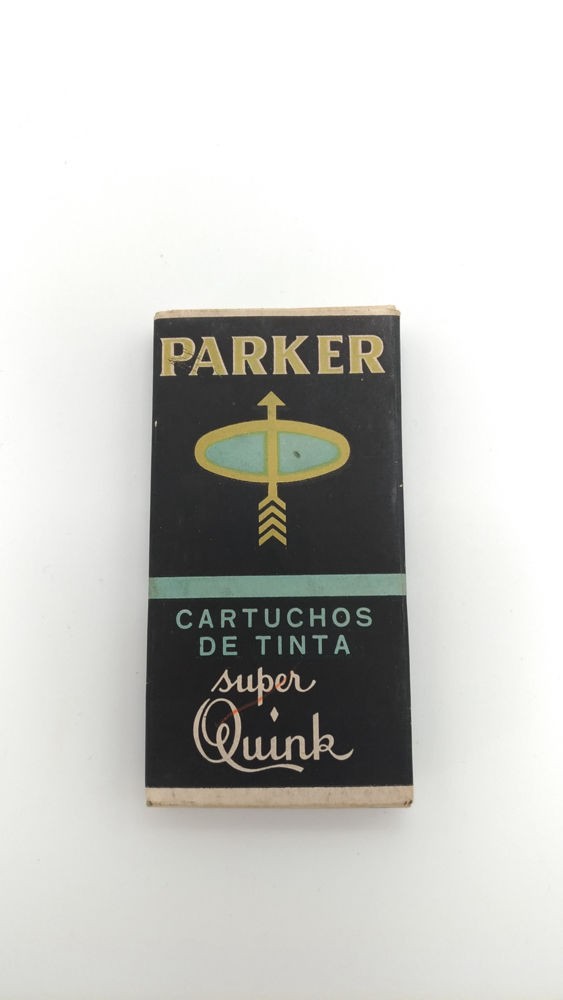 PARKER
CARTUCHOS
DE TINTA
super
Quink